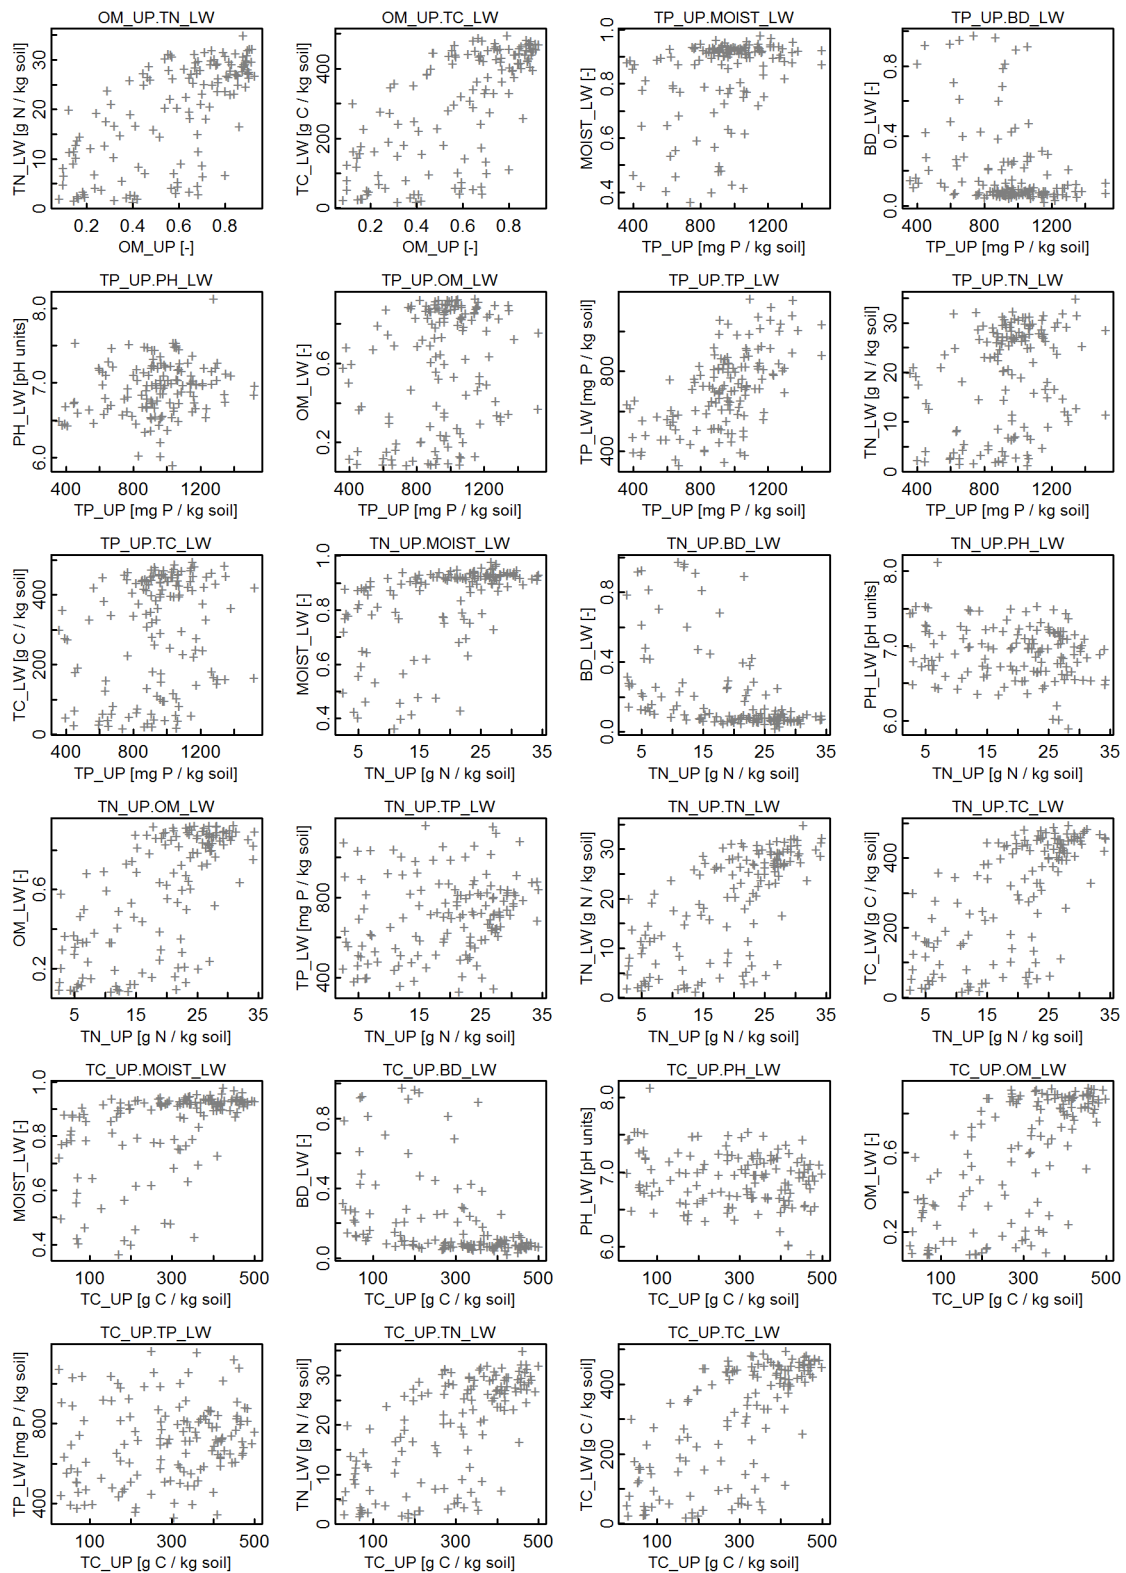 OM_UP.TN_LW
TN_LW [g N / kg soil]
0 10 20 30
0.2 0.4 0.6 0.8
OM_UP [-]
OM_UP.TC_LW
TC_LW [g C / kg soil]
0 200 400
0.2 0.4 0.6 0.8
OM_UP [-]
TP_UP.MOIST_LW
MOIST_LW [-]
0.4 0.6 0.8 1.0
400 800 1200
TP_UP [mg P / kg soil]
TP_UP.BD_LW
BD_LW [-]
0.0 0.4 0.8
400 800 1200
TP_UP [mg P / kg soil]
TP_UP.PH_LW
PH_LW [pH units]
6.0 7.0 8.0
400 800 1200
TP_UP [mg P / kg soil]
TP_UP.OM_LW
OM_LW [-]
0.2 0.6
400 800 1200
TP_UP [mg P / kg soil]
TP_UP.TP_LW
TP_LW [mg P / kg soil]
400 800
400 800 1200
TP_UP [mg P / kg soil]
TP_UP.TN_LW
TN_LW [g N / kg soil]
0 10 20 30
400 800 1200
TP_UP [mg P / kg soil]
TP_UP.TC_LW
TC_LW [g C / kg soil]
0 200 400
400 800 1200
TP_UP [mg P / kg soil]
TN_UP.MOIST_LW
MOIST_LW [-]
0.4 0.6 0.8 1.0
5 15 25 35
TN_UP [g N / kg soil]
TN_UP.BD_LW
BD_LW [-]
0.0 0.4 0.8
5 15 25 35
TN_UP [g N / kg soil]
TN_UP.PH_LW
PH_LW [pH units]
6.0 7.0 8.0
5 15 25 35
TN_UP [g N / kg soil]
TN_UP.OM_LW
OM_LW [-]
0.2 0.6
5 15 25 35
TN_UP [g N / kg soil]
TN_UP.TP_LW
TP_LW [mg P / kg soil]
400 800
5 15 25 35
TN_UP [g N / kg soil]
TN_UP.TN_LW
TN_LW [g N / kg soil]
0 10 20 30
5 15 25 35
TN_UP [g N / kg soil]
TN_UP.TC_LW
TC_LW [g C / kg soil]
0 200 400
5 15 25 35
TN_UP [g N / kg soil]
TC_UP.MOIST_LW
MOIST_LW [-]
0.4 0.6 0.8 1.0
100 300 500
TC_UP [g C / kg soil]
TC_UP.BD_LW
BD_LW [-]
0.0 0.4 0.8
100 300 500
TC_UP [g C / kg soil]
TC_UP.PH_LW
PH_LW [pH units]
6.0 7.0 8.0
100 300 500
TC_UP [g C / kg soil]
TC_UP.OM_LW
OM_LW [-]
0.2 0.6
100 300 500
TC_UP [g C / kg soil]
TC_UP.TP_LW
TP_LW [mg P / kg soil]
400 800
100 300 500
TC_UP [g C / kg soil]
TC_UP.TN_LW
TN_LW [g N / kg soil]
0 10 20 30
100 300 500
TC_UP [g C / kg soil]
TC_UP.TC_LW
TC_LW [g C / kg soil]
0 200 400
100 300 500
TC_UP [g C / kg soil]